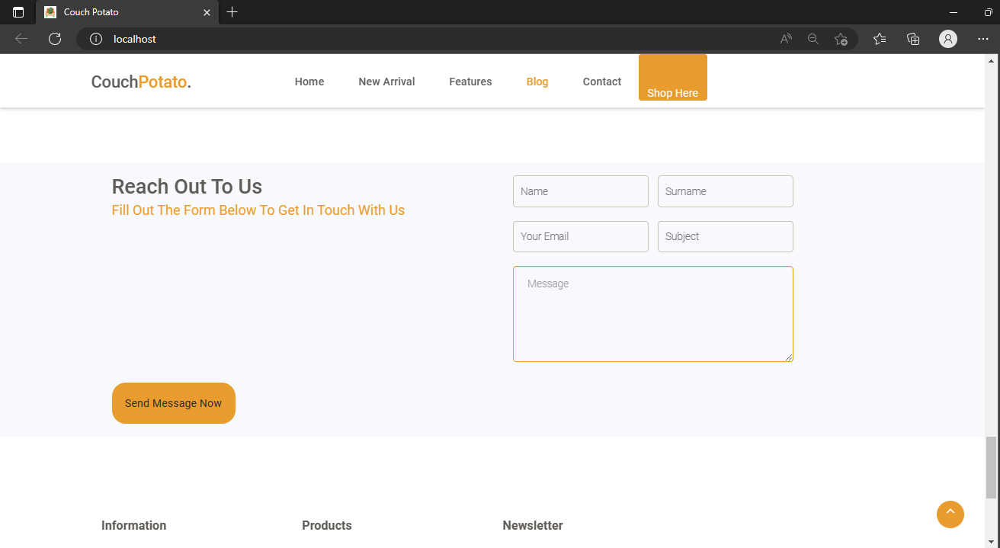 Couch Potato
localhost
CouchPotato.
Home New Arrival Features Blog Contact Shop Here
Reach Out To Us
Fill Out The Form Below To Get In Touch With Us
Name Surname
Your Email Subject
Message
Send Message Now
Information Products Newsletter